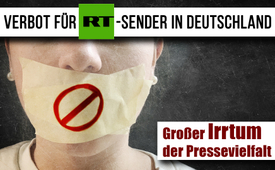 VERBOT FÜR RT-SENDER IN DEUTSCHLAND
Großer Irrtum
der Pressevielfalt